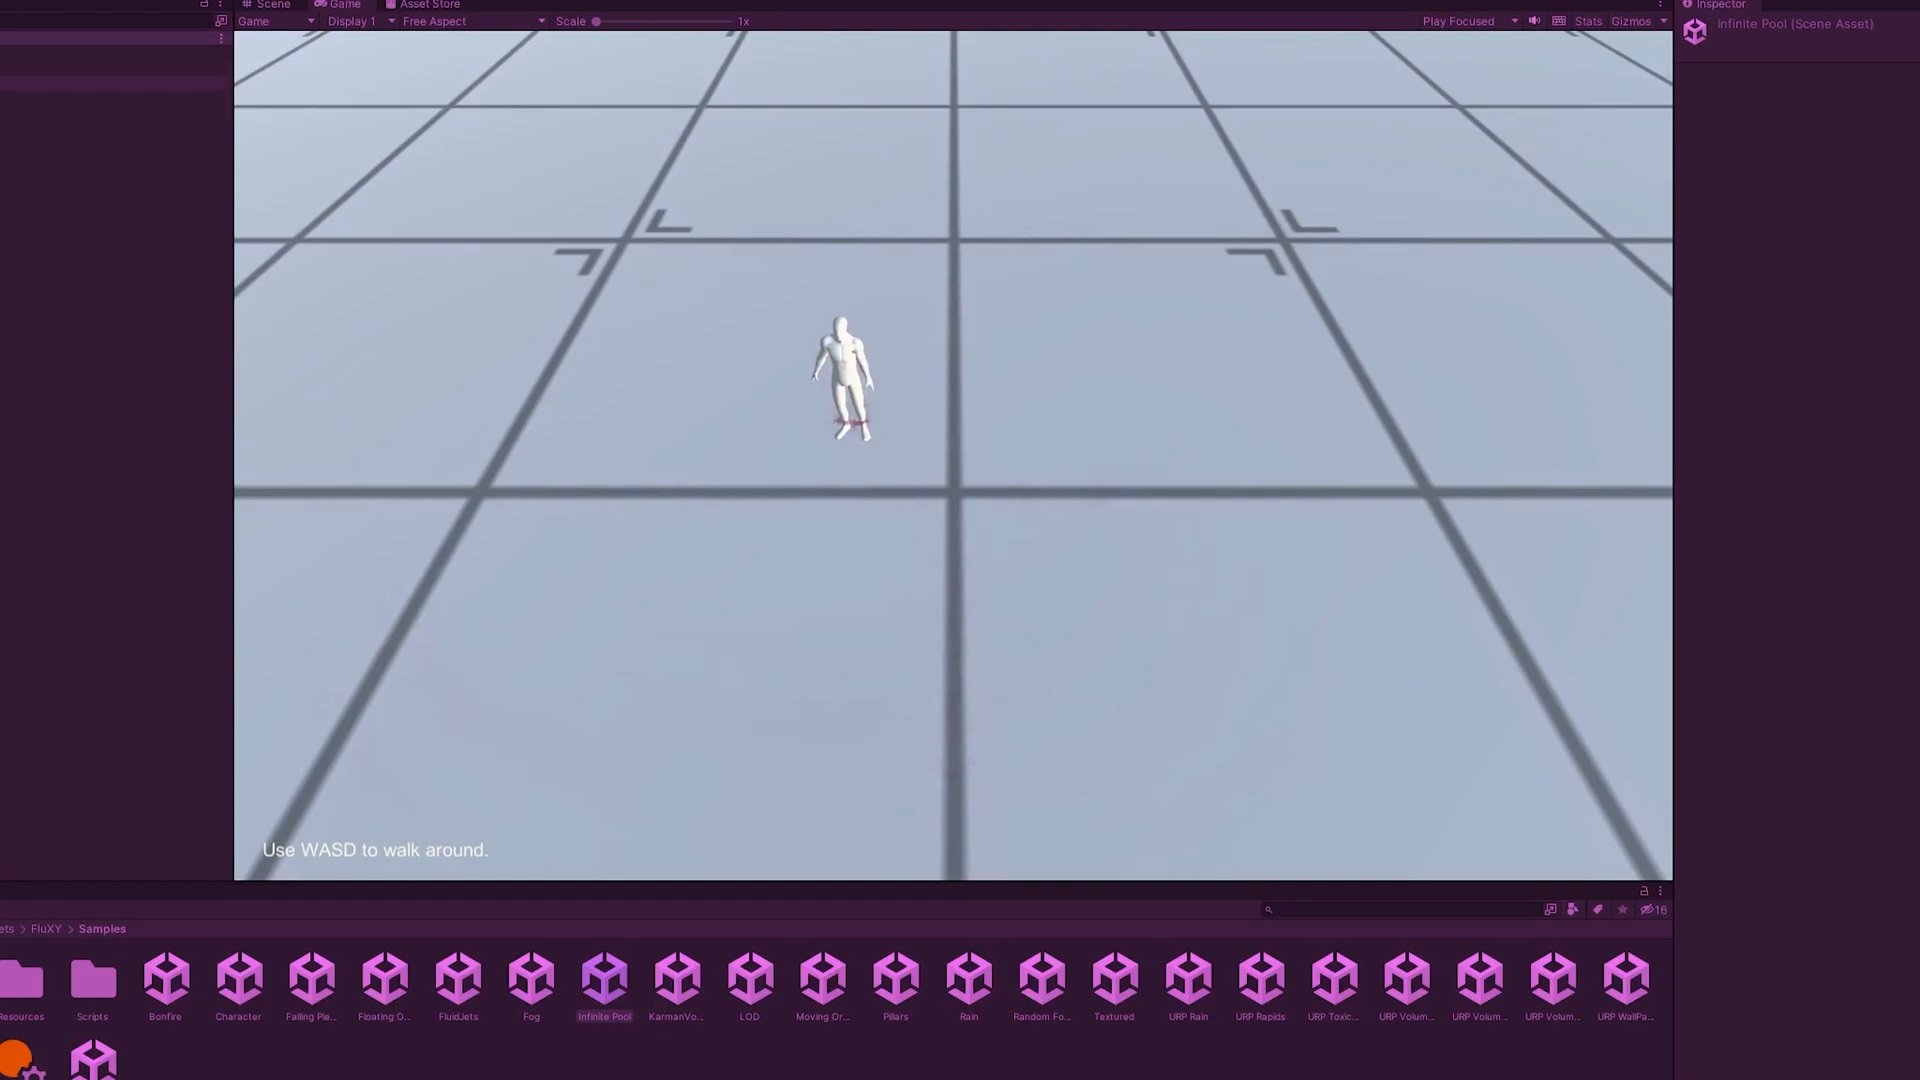 Scene Game Asset Store
Inspector
Game Display 1 Free Aspect Scale 1x Play Focused Stats Gizmos
Infinite Pool (Scene Asset)
Use WASD to walk around.
16
ets > FluXY > Samples
Resources Scripts Bonfire Character Falling Pie... Floating O... FluidJets Fog Infinite Pool KarmanVo... LOD Moving Or... Pillars Rain Random Fo... Textured URP Rain URP Rapids URP Toxic... URP Volum... URP Volum... URP Volum... URP WallPa...